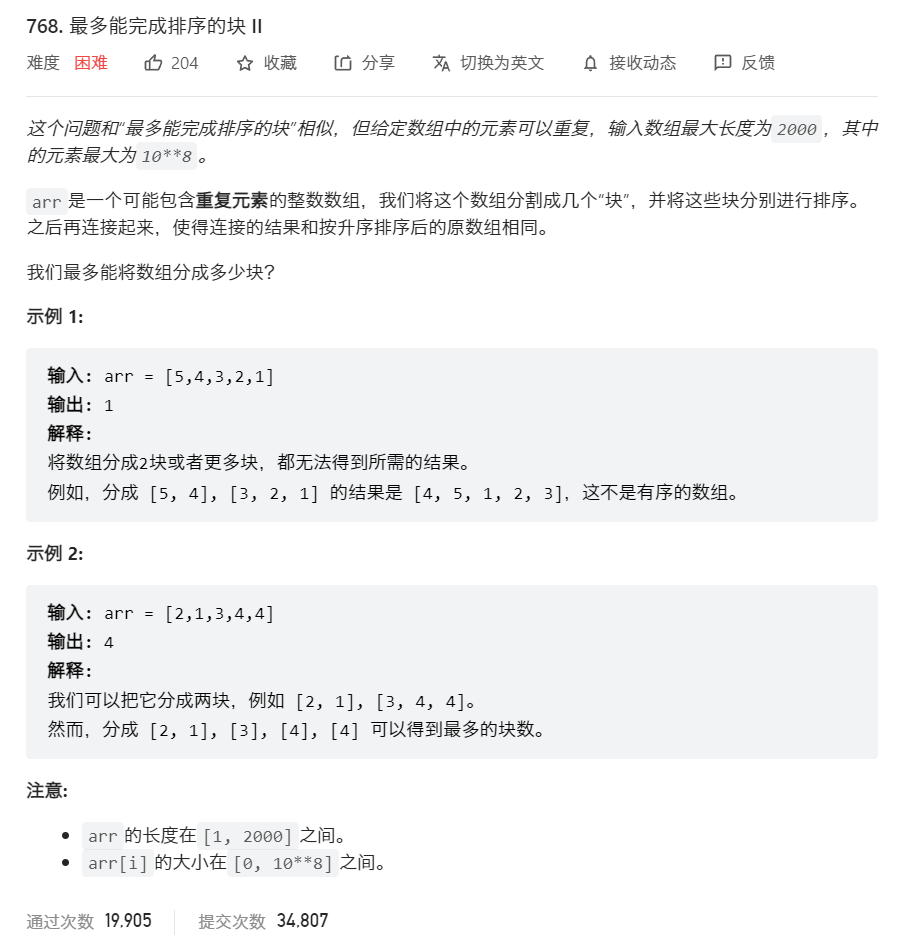 768. 最多能完成排序的块 II
难度 困难 204 收藏 分享 切换为英文 接收动态 反馈
这个问题和“最多能完成排序的块”相似，但给定数组中的元素可以重复，输入数组最大长度为2000，其中
的元素最大为10**8。
arr是一个可能包含重复元素的整数数组，我们将这个数组分割成几个“块”，并将这些块分别进行排序。
之后再连接起来，使得连接的结果和按升序排序后的原数组相同。
我们最多能将数组分成多少块？
示例 1:
输入: arr = [5,4,3,2,1]
输出: 1
解释:
将数组分成2块或者更多块，都无法得到所需的结果。
例如，分成 [5, 4], [3, 2, 1] 的结果是 [4, 5, 1, 2, 3]，这不是有序的数组。
示例 2:
输入: arr = [2,1,3,4,4]
输出: 4
解释:
我们可以把它分成两块，例如 [2, 1], [3, 4, 4]。
然而，分成 [2, 1], [3], [4], [4] 可以得到最多的块数。
注意:
arr的长度在[1, 2000]之间。
arr[i]的大小在[0, 10**8]之间。
通过次数 19,905 提交次数 34,807